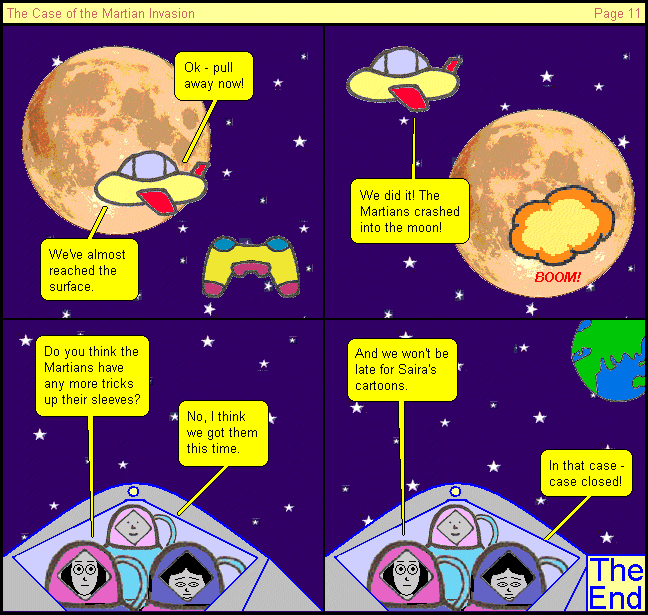 The Case of the Martian Invasion
Page 11
Ok - pull
away now!
We've almost
reached the
surface.
We did it! The
Martians crashed
into the moon!
BOOM!
Do you think the
Martians have
any more tricks
up their sleeves?
No, I think
we got them
this time.
And we won't be
late for Saira's
cartoons.
In that case -
case closed!
The
End